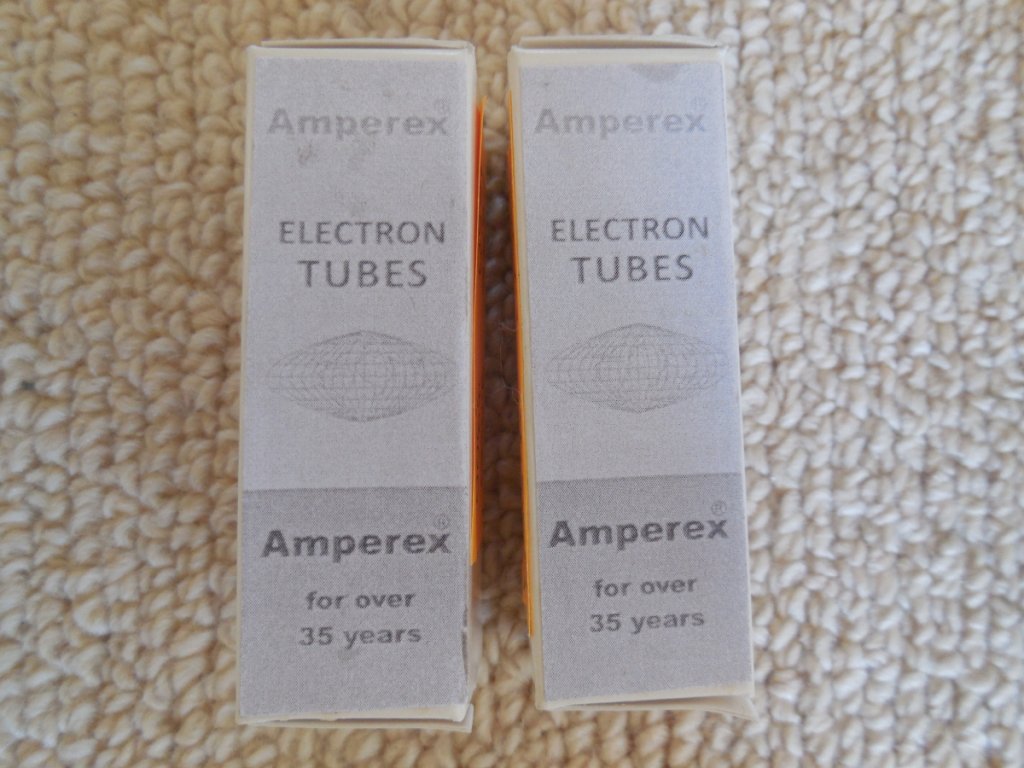 Amperex®
ELECTRON
TUBES
Amperex®
for over
35 years
Amperex®
ELECTRON
TUBES
Amperex®
for over
35 years